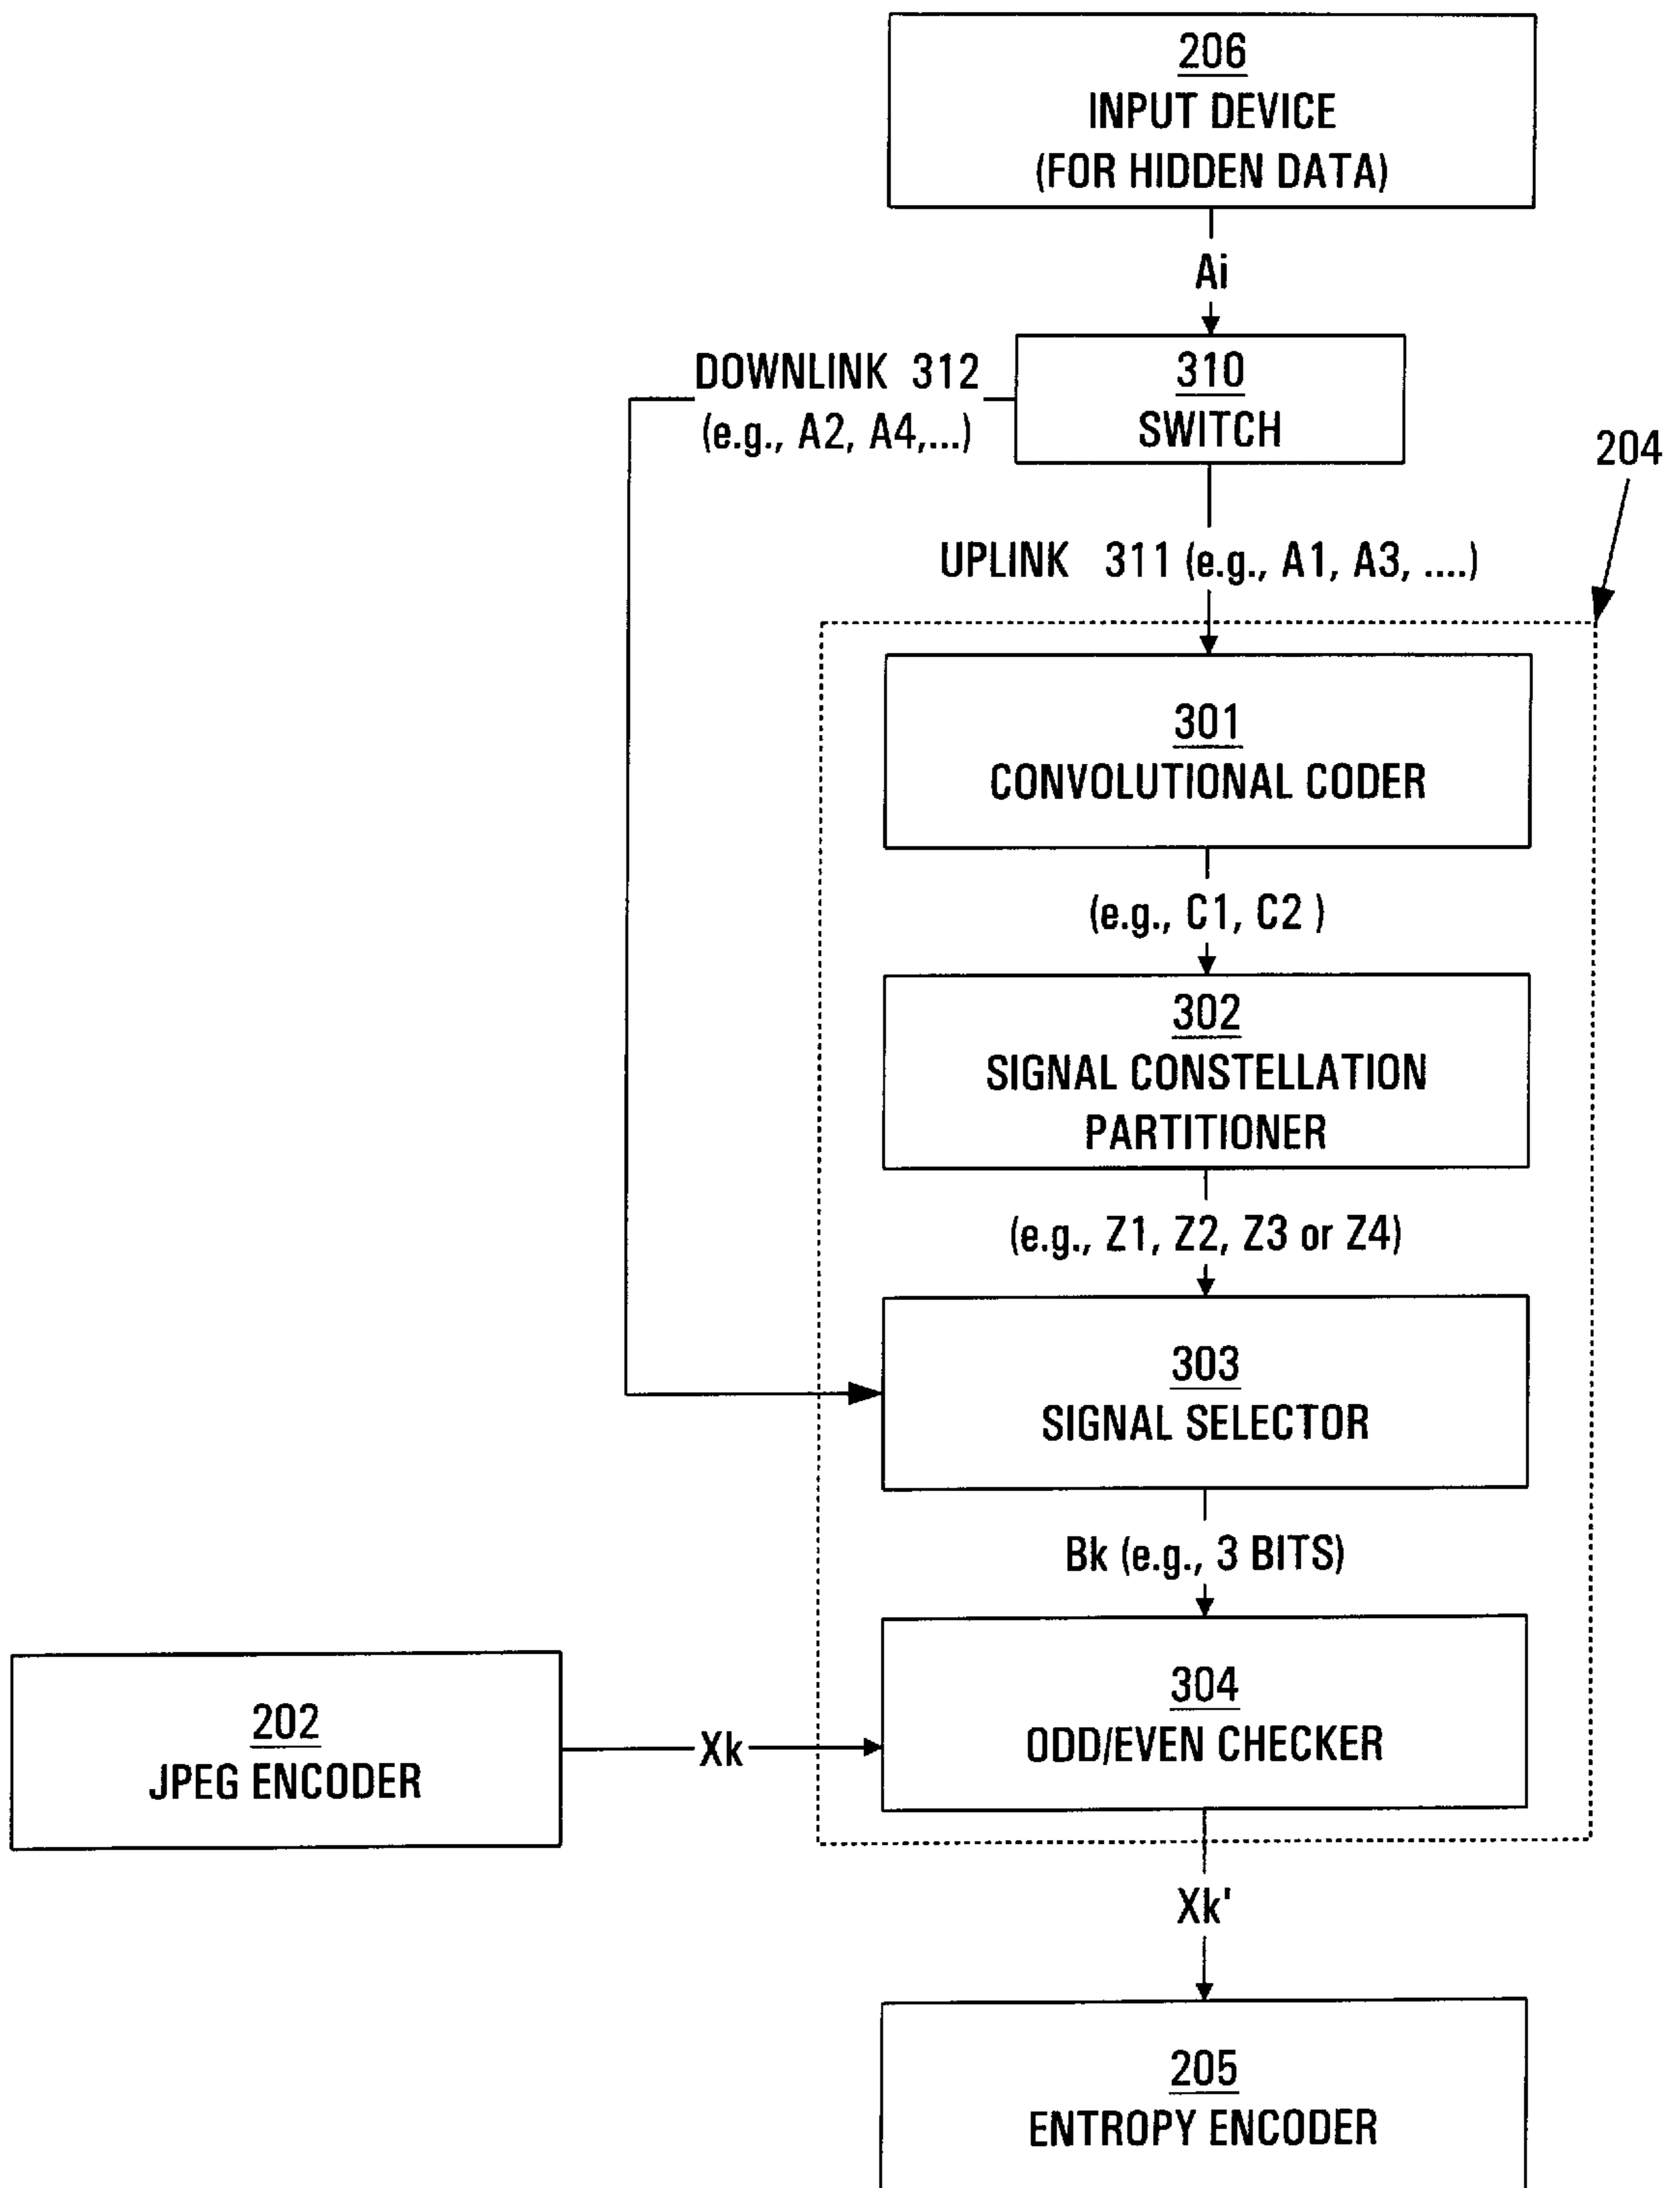 206
INPUT DEVICE
(FOR HIDDEN DATA)
Ai
DOWNLINK 312
(e.g., A2, A4,...)
310
SWITCH
204
UPLINK 311 (e.g., A1, A3, ....)
301
CONVOLUTIONAL CODER
(e.g., C1, C2 )
302
SIGNAL CONSTELLATION
PARTITIONER
(e.g., Z1, Z2, Z3 or Z4)
303
SIGNAL SELECTOR
Bk (e.g., 3 BITS)
304
ODD/EVEN CHECKER
202
JPEG ENCODER
Xk
Xk'
205
ENTROPY ENCODER